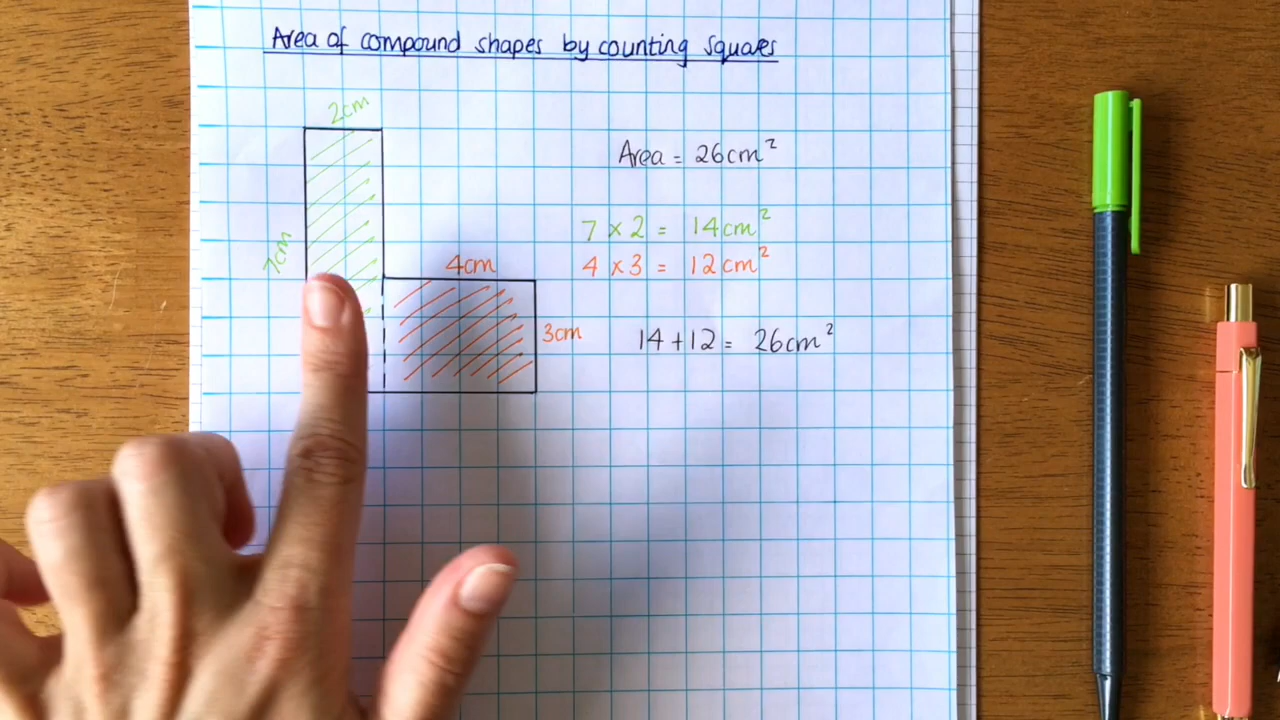 Area of compound shapes by counting squares
2cm
Area = 26cm²
7cm
7 × 2 = 14cm²
4cm
4 × 3 = 12cm²
3cm
14+12 = 26cm²